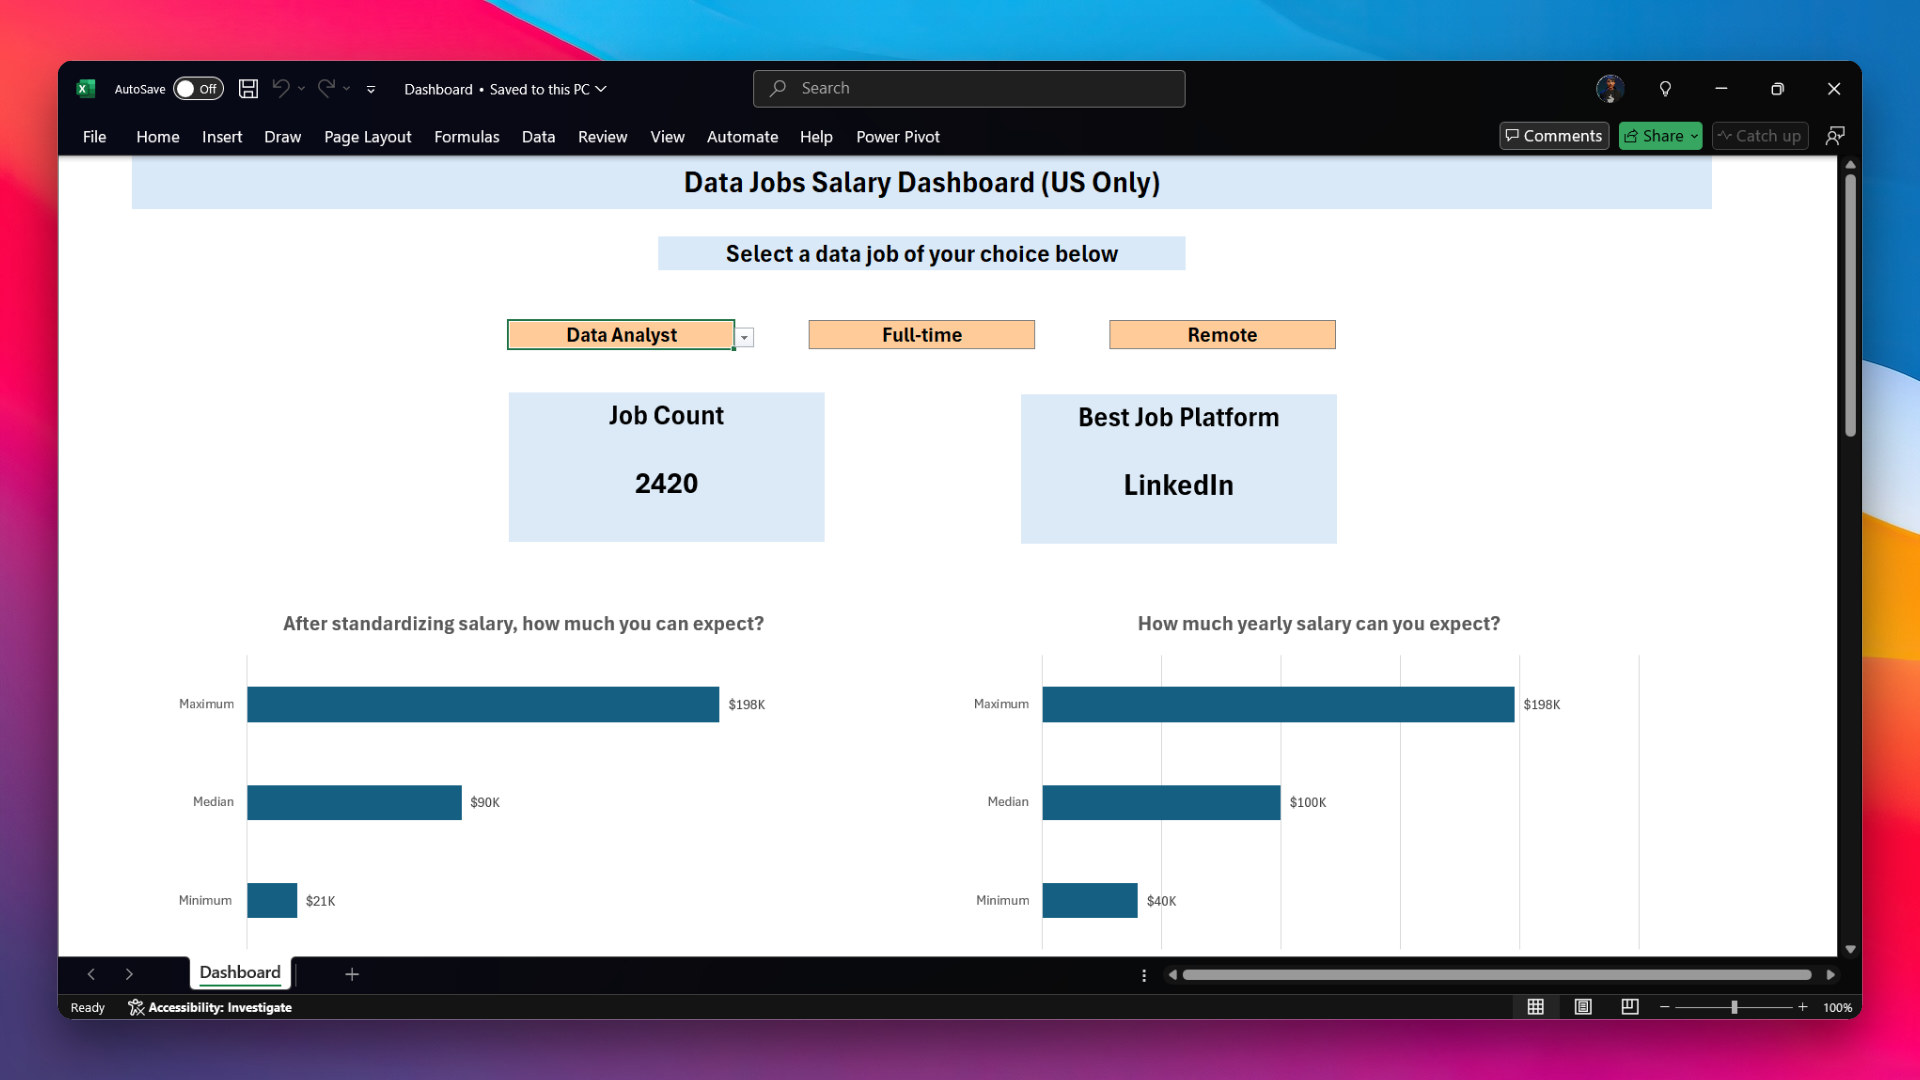 AutoSave Off Dashboard • Saved to this PC Search
File Home Insert Draw Page Layout Formulas Data Review View Automate Help Power Pivot Comments Share Catch up
Data Jobs Salary Dashboard (US Only)
Select a data job of your choice below
Data Analyst Full-time Remote
Job Count Best Job Platform
2420 LinkedIn
After standardizing salary, how much you can expect? How much yearly salary can you expect?
Maximum $198K Maximum $198K
Median $90K Median $100K
Minimum $21K Minimum $40K
Dashboard
Ready Accessibility: Investigate 100%